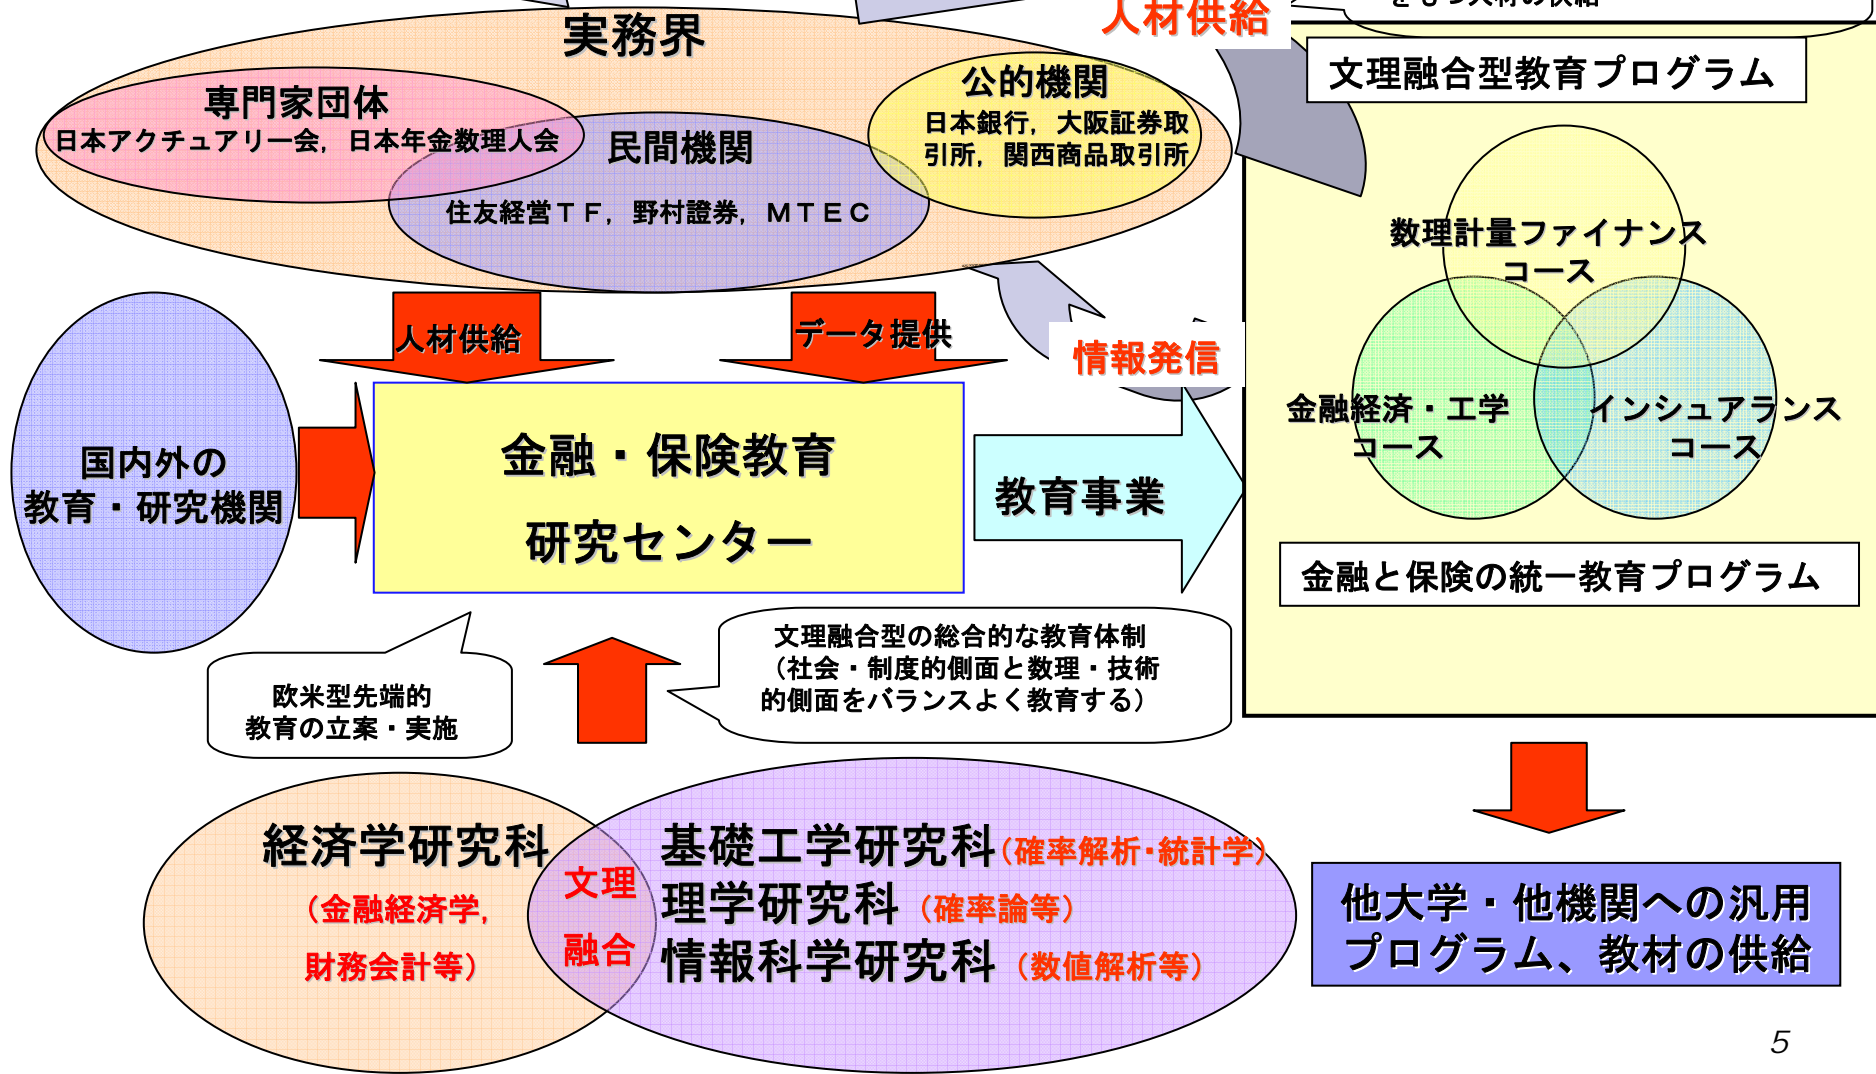 人材供給
実務界
専門家団体
日本アクチュアリー会，日本年金数理人会
民間機関
住友経営ＴＦ，野村證券，ＭＴＥＣ
公的機関
日本銀行，大阪証券取
引所，関西商品取引所
文理融合型教育プログラム
数理計量ファイナンス
コース
金融経済・工学
コース
インシュアランス
コース
金融と保険の統一教育プログラム
人材供給
データ提供
情報発信
国内外の
教育・研究機関
金融・保険教育
研究センター
教育事業
欧米型先端的
教育の立案・実施
文理融合型の総合的な教育体制
（社会・制度的側面と数理・技術
的側面をバランスよく教育する）
経済学研究科
（金融経済学，
財務会計等）
文理
融合
基礎工学研究科（確率解析・統計学）
理学研究科（確率論等）
情報科学研究科（数値解析等）
他大学・他機関への汎用
プログラム、教材の供給
5